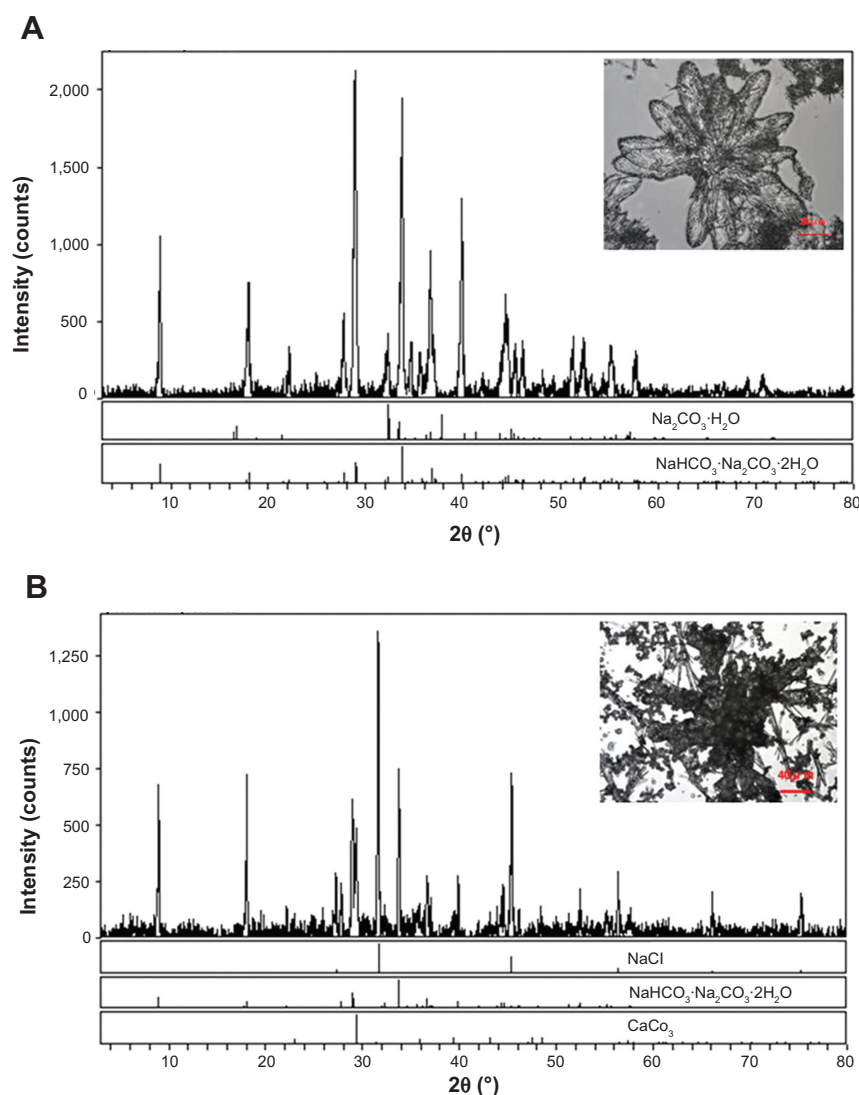 A
Intensity (counts)
2,000
1,500
1,000
500
0
Na₂CO₃·H₂O
NaHCO₃·Na₂CO₃·2H₂O
10 20 30 40 50 60 70 80
2θ (°)
B
Intensity (counts)
1,250
1,000
750
500
250
0
40 μm
NaCl
NaHCO₃·Na₂CO₃·2H₂O
CaCo₃
10 20 30 40 50 60 70 80
2θ (°)